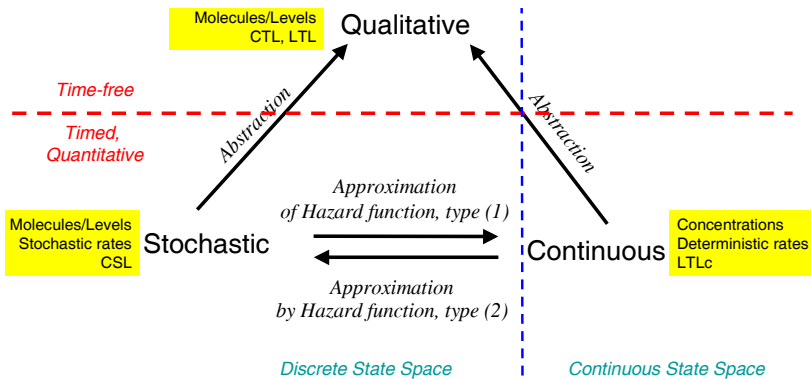 Molecules/Levels
CTL, LTL
Qualitative
Time-free
Timed,
Quantitative
Abstraction
Abstraction
Approximation
of Hazard function, type (1)
Molecules/Levels
Stochastic rates
CSL
Stochastic
Continuous
Concentrations
Deterministic rates
LTLc
Approximation
by Hazard function, type (2)
Discrete State Space
Continuous State Space